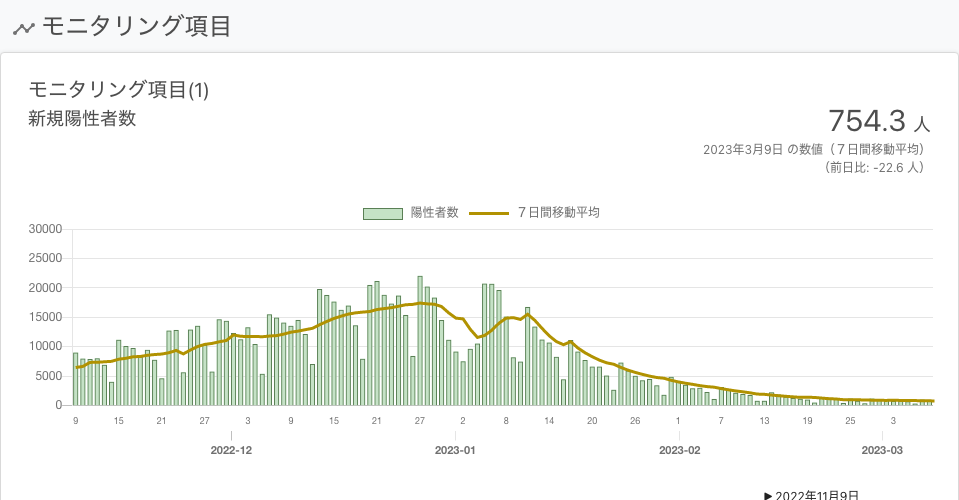 モニタリング項目
モニタリング項目(1)
新規陽性者数
754.3 人
2023年3月9日 の数値（７日間移動平均）
（前日比: -22.6 人）
陽性者数 ７日間移動平均
30000
25000
20000
15000
10000
5000
0
9 15 21 27 3 9 15 21 27 2 8 14 20 26 1 7 13 19 25 3
2022-12 2023-01 2023-02 2023-03
▶ 2022年11月9日